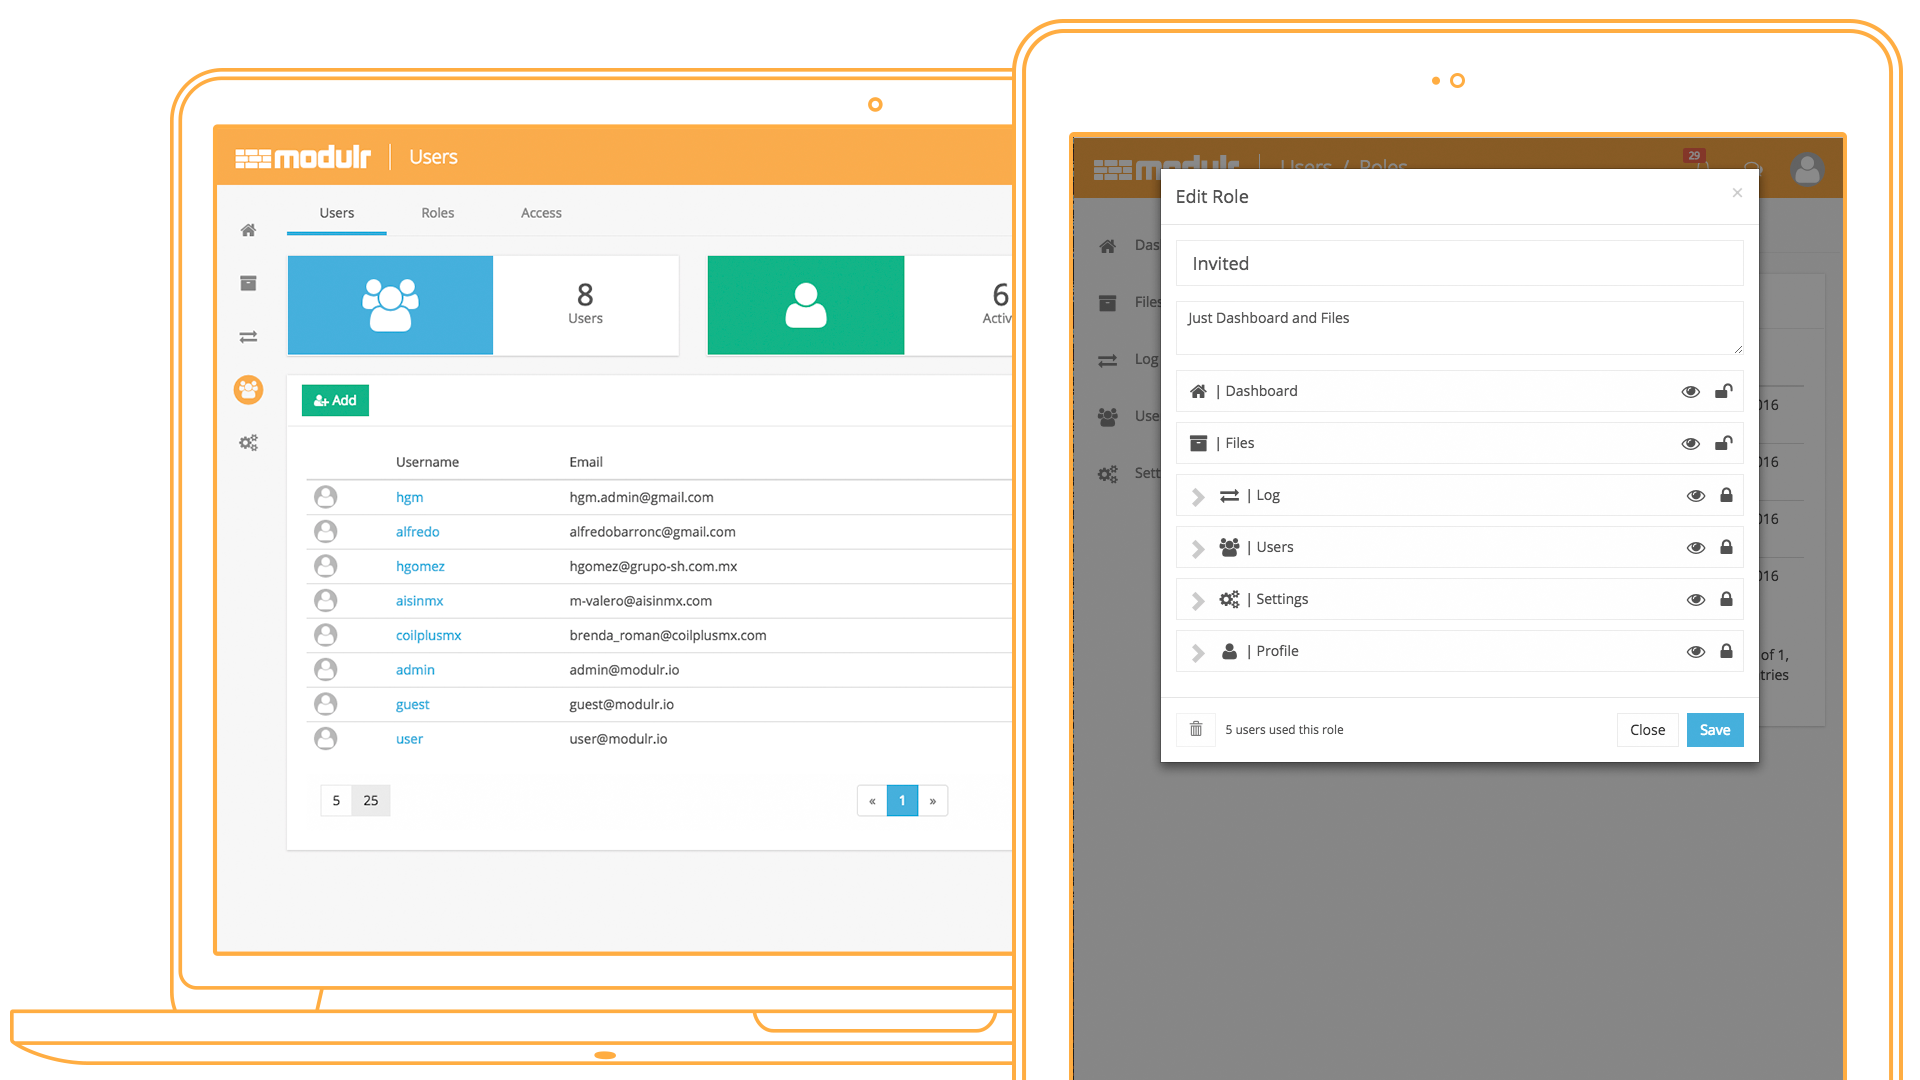 modulr | Users
Users Roles Access
8
Users
6
Activ
Add
Username Email
hgm hgm.admin@gmail.com
alfredo alfredobarronc@gmail.com
hgomez hgomez@grupo-sh.com.mx
aisinmx m-valero@aisinmx.com
coilplusmx brenda_roman@coilplusmx.com
admin admin@modulr.io
guest guest@modulr.io
user user@modulr.io
5 25
« 1 »
modulr | Users / Roles
29
Das
Files
Log
Use
Sett
016
016
016
016
of 1,
tries
Edit Role ×
Invited
Just Dashboard and Files
| Dashboard
| Files
| Log
| Users
| Settings
| Profile
5 users used this role Close Save